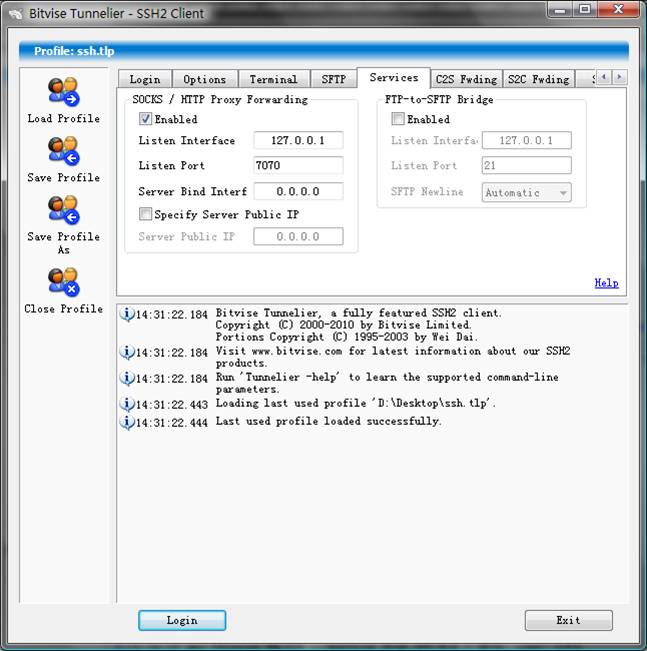 Bitvise Tunnelier - SSH2 Client
Profile: ssh.tlp
Load Profile
Save Profile
Save Profile
As
Close Profile
Login Options Terminal SFTP Services C2S Fwding S2C Fwding
SOCKS / HTTP Proxy Forwarding
Enabled
Listen Interface 127.0.0.1
Listen Port 7070
Server Bind Interf 0.0.0.0
Specify Server Public IP
Server Public IP 0.0.0.0
FTP-to-SFTP Bridge
Enabled
Listen Interfa 127.0.0.1
Listen Port 21
SFTP Newline Automatic
Help
14:31:22.184 Bitvise Tunnelier, a fully featured SSH2 client.
Copyright (C) 2000-2010 by Bitvise Limited.
Portions Copyright (C) 1995-2003 by Wei Dai.
14:31:22.184 Visit www.bitvise.com for latest information about our SSH2
products.
14:31:22.184 Run 'Tunnelier -help' to learn the supported command-line
parameters.
14:31:22.443 Loading last used profile 'D:\Desktop\ssh.tlp'.
14:31:22.444 Last used profile loaded successfully.
Login Exit